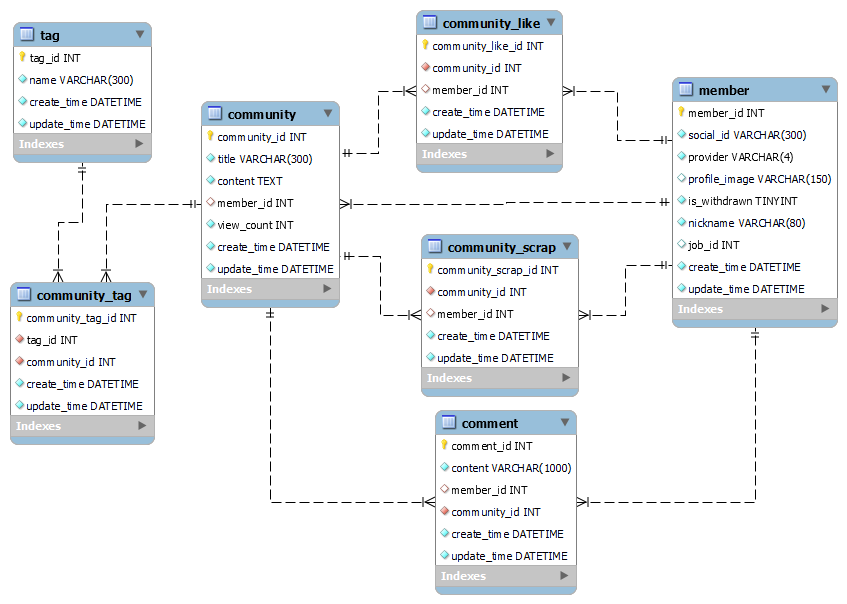 tag
tag_id INT
name VARCHAR(300)
create_time DATETIME
update_time DATETIME
Indexes
community
community_id INT
title VARCHAR(300)
content TEXT
member_id INT
view_count INT
create_time DATETIME
update_time DATETIME
Indexes
community_like
community_like_id INT
community_id INT
member_id INT
create_time DATETIME
update_time DATETIME
Indexes
member
member_id INT
social_id VARCHAR(300)
provider VARCHAR(4)
profile_image VARCHAR(150)
is_withdrawn TINYINT
nickname VARCHAR(80)
job_id INT
create_time DATETIME
update_time DATETIME
Indexes
community_tag
community_tag_id INT
tag_id INT
community_id INT
create_time DATETIME
update_time DATETIME
Indexes
community_scrap
community_scrap_id INT
community_id INT
member_id INT
create_time DATETIME
update_time DATETIME
Indexes
comment
comment_id INT
content VARCHAR(1000)
member_id INT
community_id INT
create_time DATETIME
update_time DATETIME
Indexes